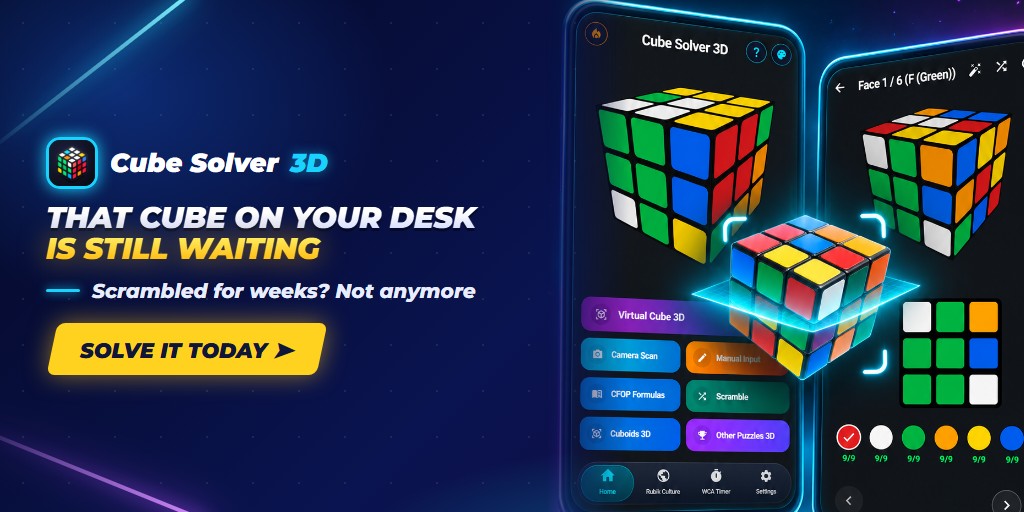 Cube Solver 3D
THAT CUBE ON YOUR DESK
IS STILL WAITING
Scrambled for weeks? Not anymore
SOLVE IT TODAY
Cube Solver 3D
?
Virtual Cube 3D
Camera Scan
Manual Input
CFOP Formulas
Scramble
Cuboids 3D
Other Puzzles 3D
Home
Rubik Culture
WCA Timer
Settings
Face 1 / 6 (F (Green))
9/9 9/9 9/9 9/9 9/9 9/9